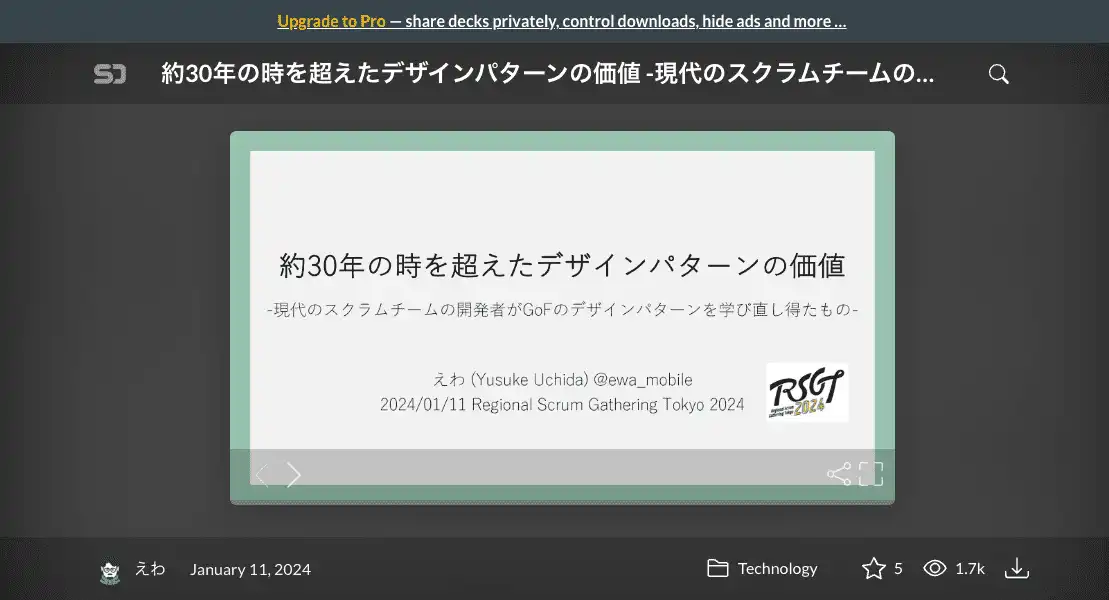 Upgrade to Pro — share decks privately, control downloads, hide ads and more …
SD
約30年の時を超えたデザインパターンの価値 -現代のスクラムチームの…
約30年の時を超えたデザインパターンの価値
-現代のスクラムチームの開発者がGoFのデザインパターンを学び直し得たもの-
えわ (Yusuke Uchida) @ewa_mobile
2024/01/11 Regional Scrum Gathering Tokyo 2024
RSGT
regional scrum
gathering tokyo 2024
えわ
January 11, 2024
Technology
5
1.7k